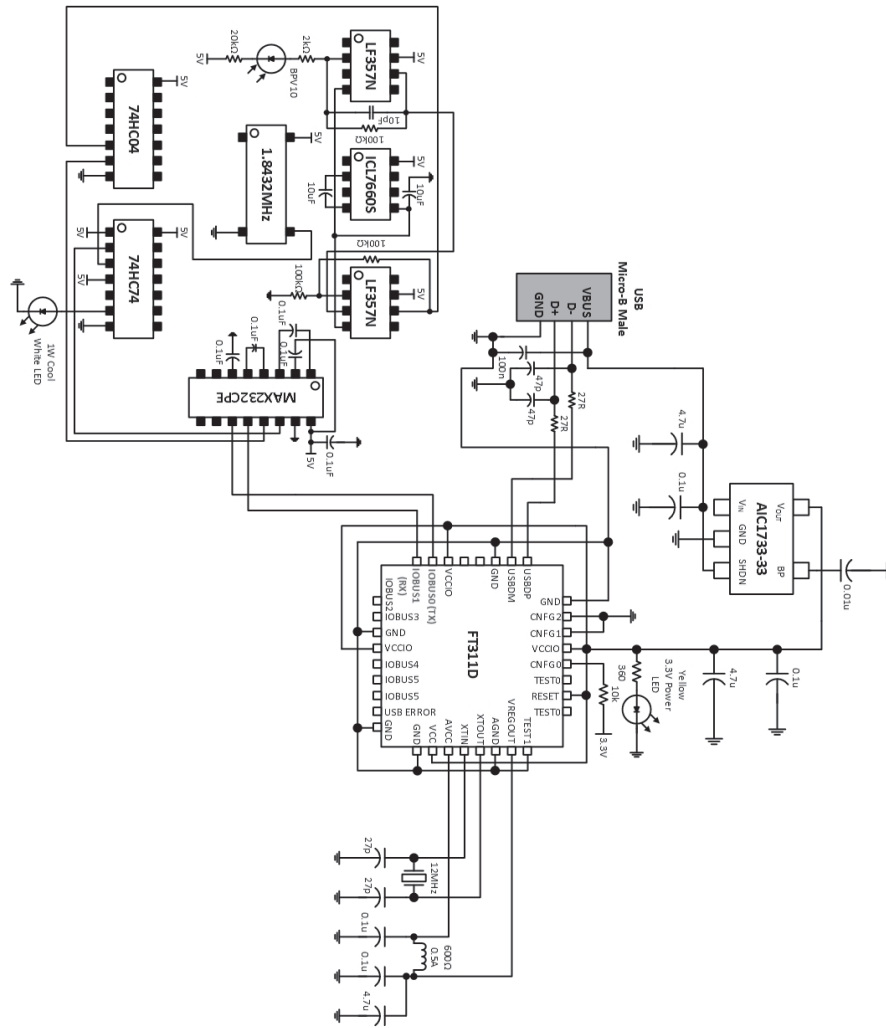 20kΩ
2kΩ
5V
BPV10
LF357N
5V
10pF
100kΩ
5V
74HC04
1.8432MHz
5V
ICL7660S
5V
10uF
10uF
5V
5V
74HC74
5V
100kΩ
100kΩ
LF357N
5V
1W Cool
White LED
0.1uF
0.1uF
0.1uF
0.1uF
MAX232CPE
5V
0.1uF
USB
Micro-B Male
VBUS
D-
D+
GND
100n
47p
47p
27R
27R
4.7u
0.1u
AIC1733-33
VOUT
BP
VIN
GND
SHDN
0.01u
FT311D
IOBUS1
(RX)
IOBUS0 (TX)
VCCIO
GND
USBDM
USBDP
IOBUS2
IOBUS3
GND
VCCIO
IOBUS4
IOBUS5
IOBUS5
USB ERROR
GND
GND
CNFG2
CNFG1
VCCIO
CNFG0
TEST0
RESET
TEST0
GND
VCC
AVCC
XTIN
XTOUT
AGND
VREGOUT
TEST1
10k
3.3V
360
Yellow
3.3V Power
LED
4.7u
0.1u
27p
27p
12MHz
0.1u
0.1u
600Ω
0.5A
4.7u